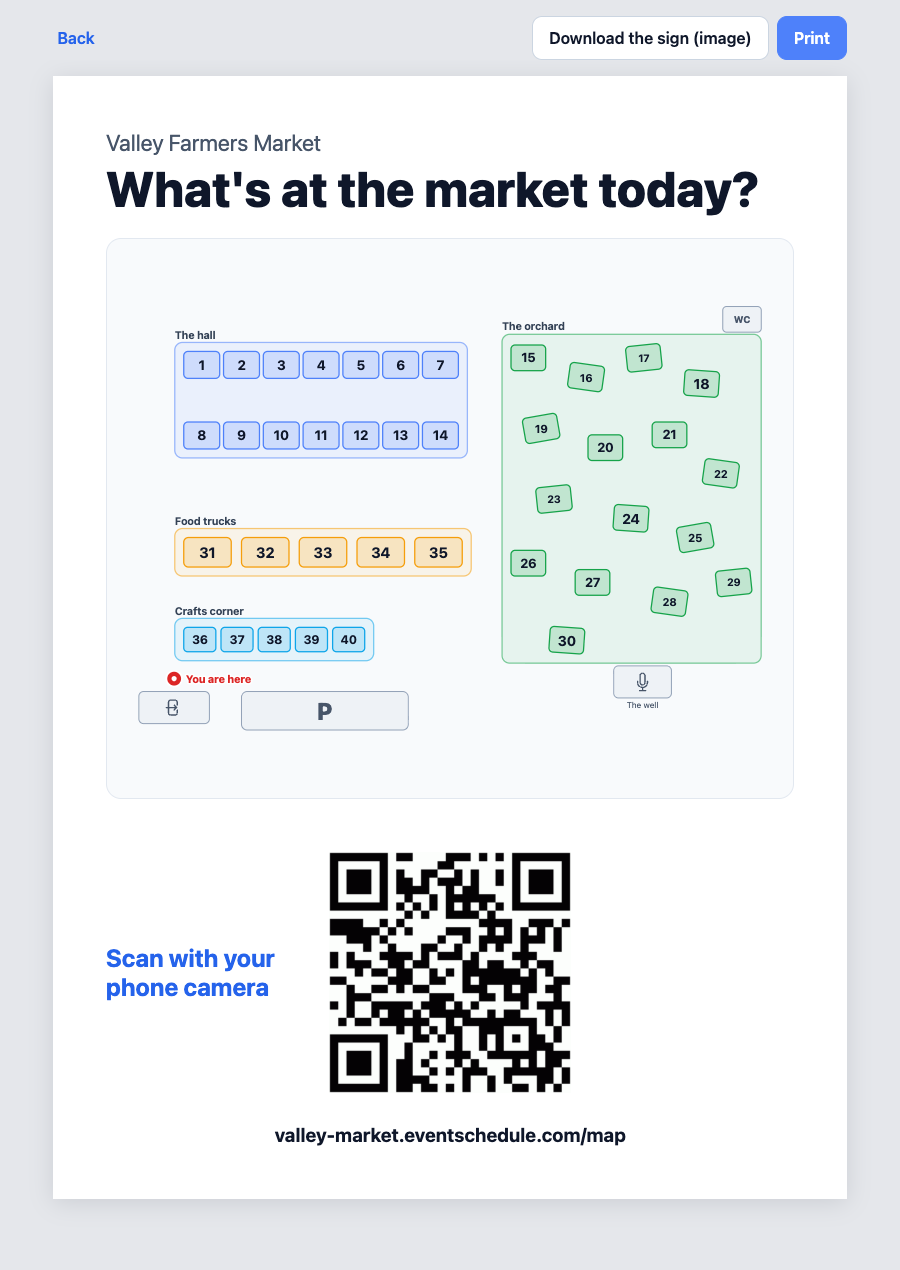 Back
Download the sign (image)
Print
Valley Farmers Market
What's at the market today?
WC
The hall
The orchard
1 2 3 4 5 6 7
8 9 10 11 12 13 14
15
16
17
18
19
20
21
22
23
24
25
26
27
28
29
30
Food trucks
31 32 33 34 35
Crafts corner
36 37 38 39 40
You are here
P
The well
Scan with your
phone camera
valley-market.eventschedule.com/map